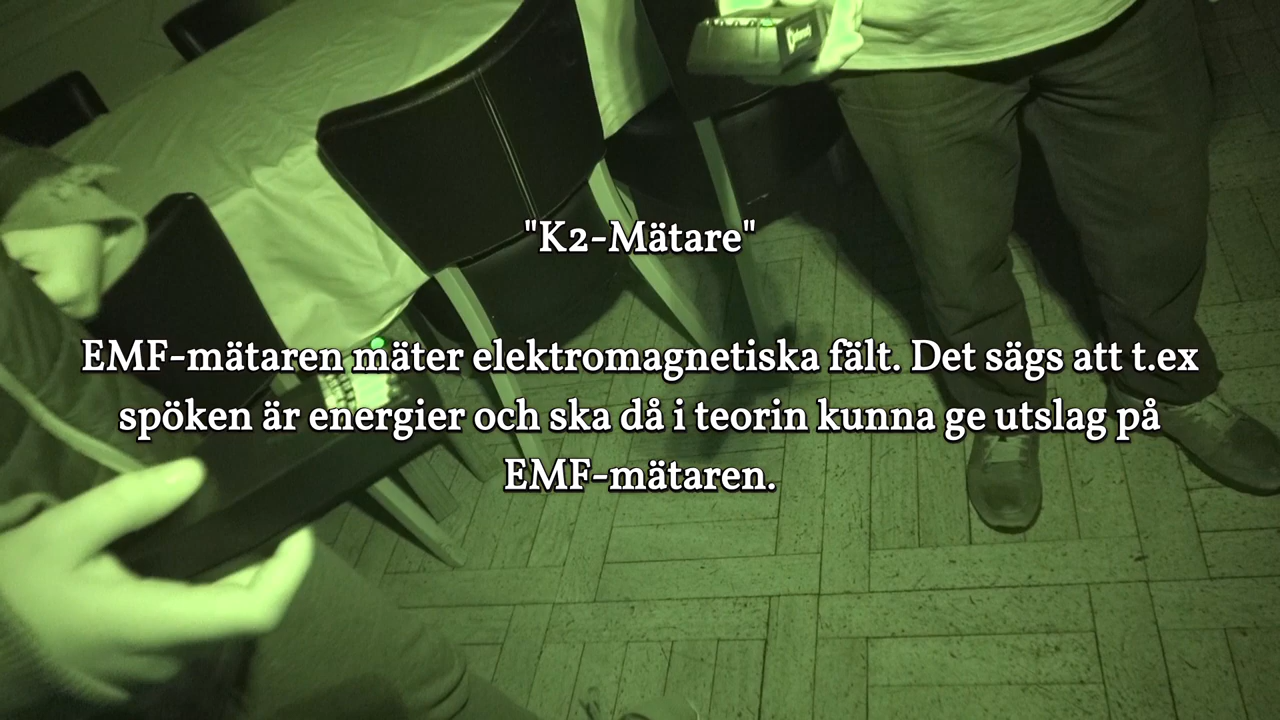 "K2-Mätare"
EMF-mätaren mäter elektromagnetiska fält. Det sägs att t.ex
spöken är energier och ska då i teorin kunna ge utslag på
EMF-mätaren.